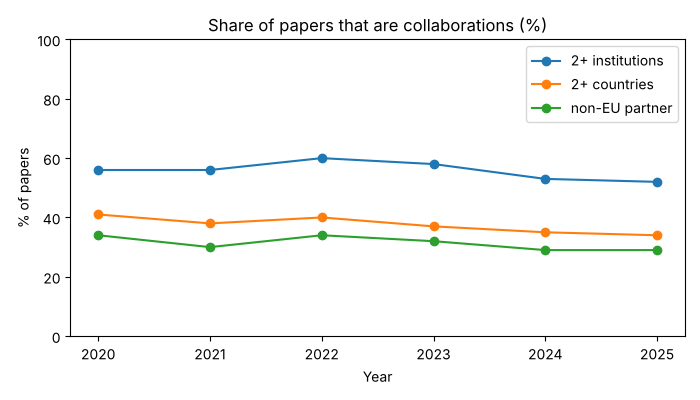 Share of papers that are collaborations (%)
100
80
60
40
20
0
% of papers
2+ institutions
2+ countries
non-EU partner
2020 2021 2022 2023 2024 2025
Year